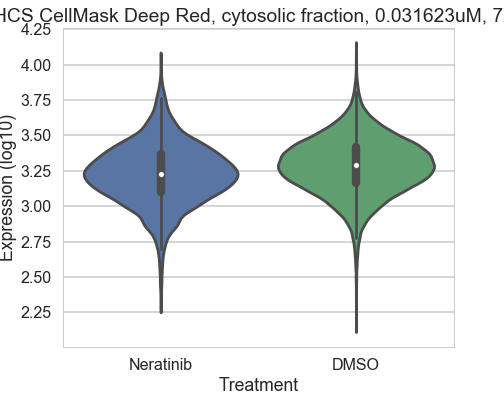 HCS CellMask Deep Red, cytosolic fraction, 0.031623uM, 7
4.25
4.00
3.75
3.50
3.25
3.00
2.75
2.50
2.25
Expression (log10)
Neratinib DMSO
Treatment